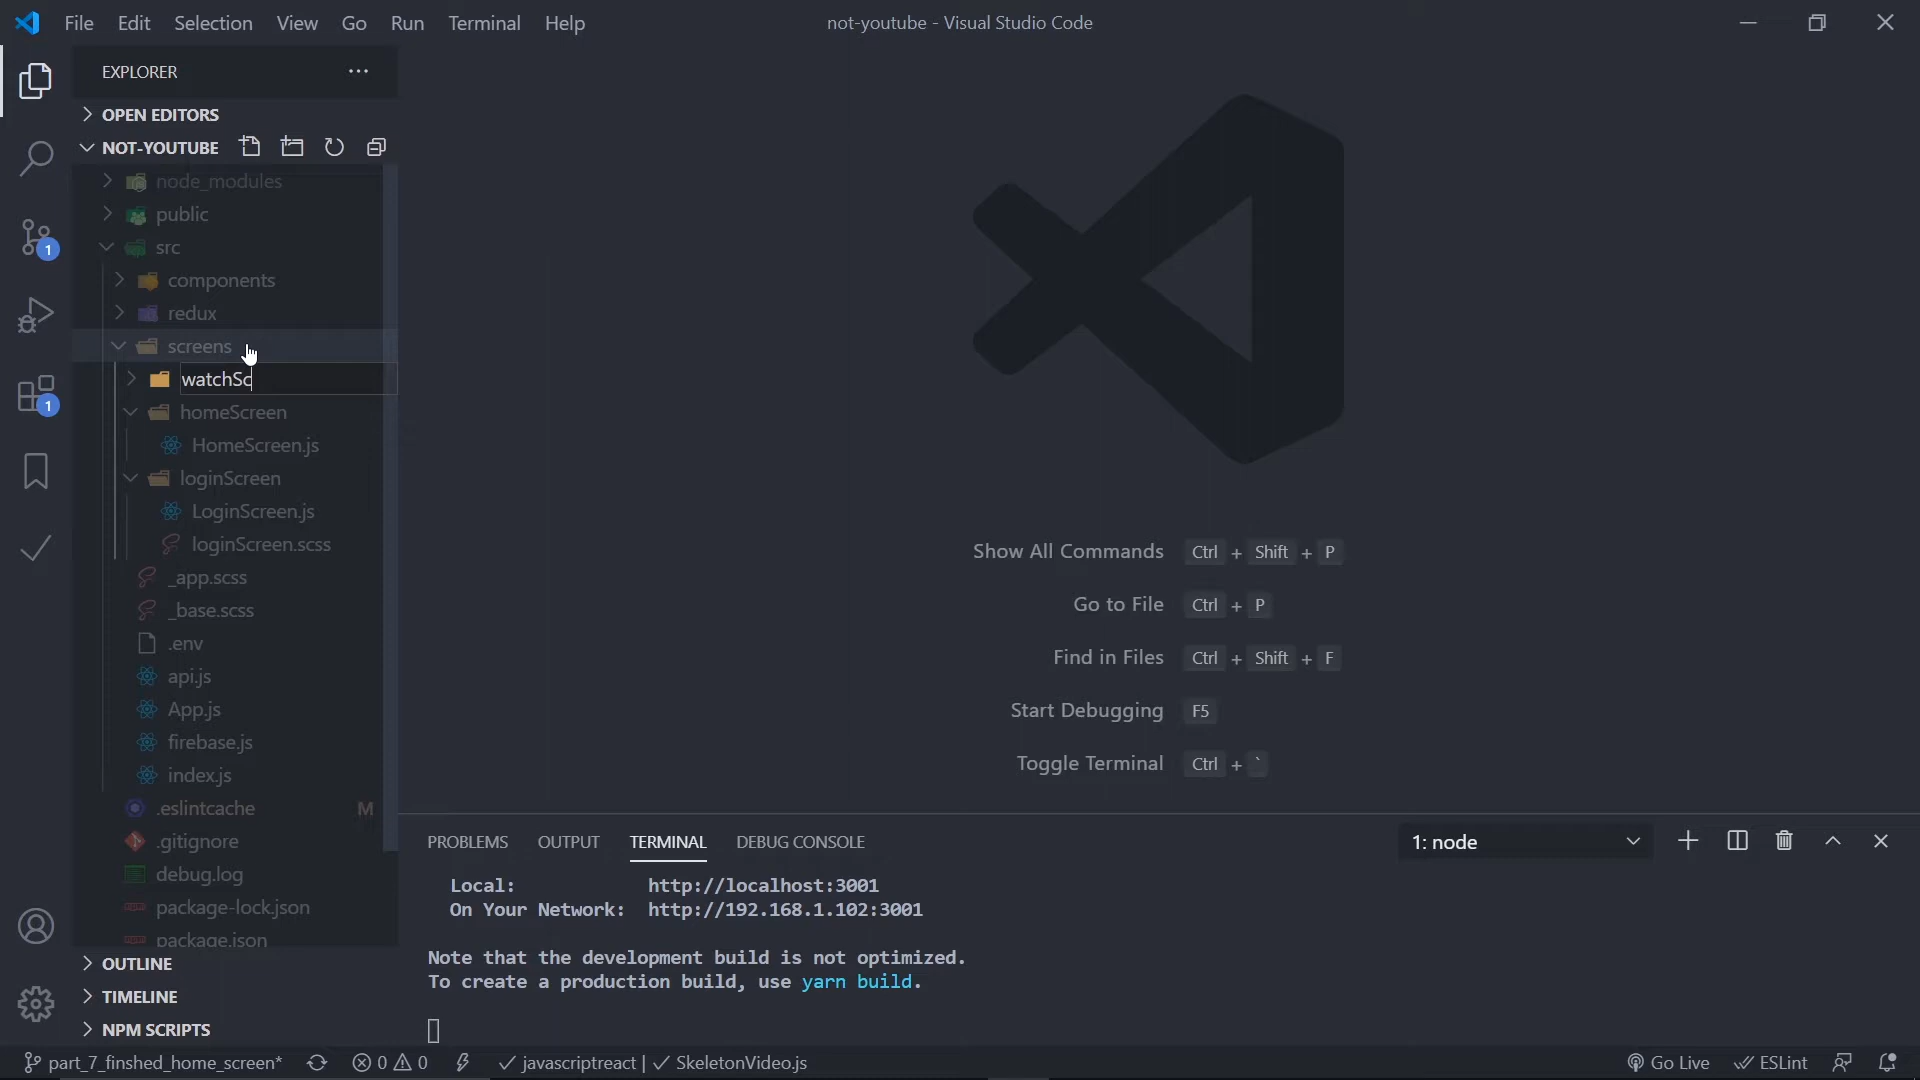 File Edit Selection View Go Run Terminal Help
not-youtube - Visual Studio Code
EXPLORER
OPEN EDITORS
NOT-YOUTUBE
node_modules
public
src
components
redux
screens
watchSc
homeScreen
HomeScreen.js
loginScreen
LoginScreen.js
loginScreen.scss
_app.scss
_base.scss
.env
api.js
App.js
firebase.js
index.js
.eslintcache M
.gitignore
debug.log
package-lock.json
package.json
OUTLINE
TIMELINE
NPM SCRIPTS
1
1
Show All Commands Ctrl + Shift + P
Go to File Ctrl + P
Find in Files Ctrl + Shift + F
Start Debugging F5
Toggle Terminal Ctrl + `
PROBLEMS OUTPUT TERMINAL DEBUG CONSOLE
1: node
Local: http://localhost:3001
On Your Network: http://192.168.1.102:3001
Note that the development build is not optimized.
To create a production build, use yarn build.
part_7_finshed_home_screen* 0 0 javascriptreact | SkeletonVideo.js
Go Live ESLint